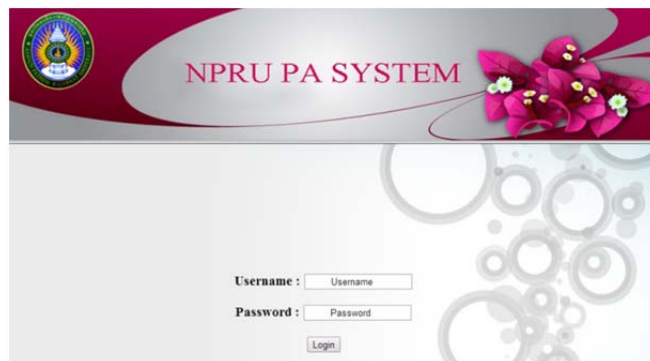 NPRU PA SYSTEM
Username : Username
Password : Password
Login